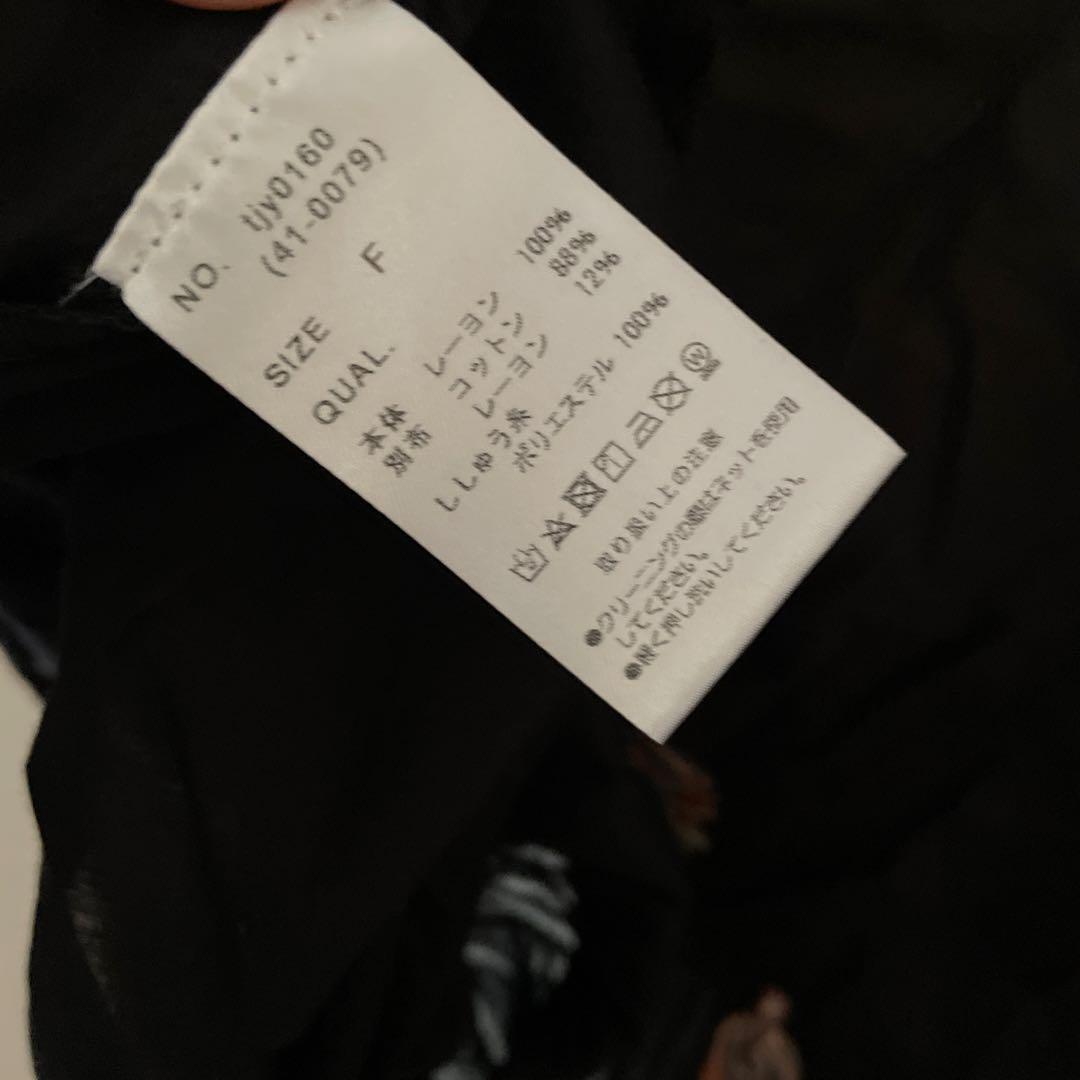 NO. tjy0160
(41-0079)
SIZE F
QUAL.
本体 レーヨン 100%
別布 コットン 88%
レーヨン 12%
ししゅう糸
ポリエステル 100%
W
取り扱い上の注意
●クリーニングの際はネットを使用
してください。
●軽く押し洗いしてください。